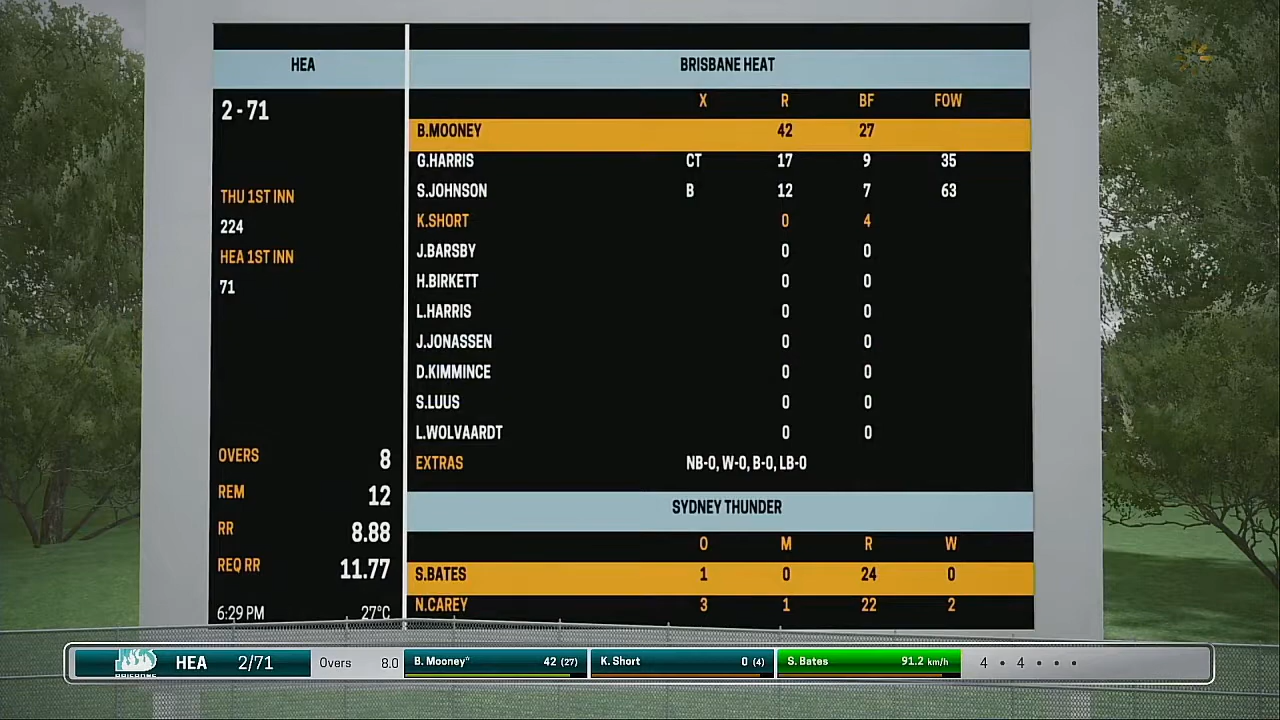 HEA BRISBANE HEAT
2 - 71 X R BF FOW
B.MOONEY 42 27
G.HARRIS CT 17 9 35
THU 1ST INN S.JOHNSON B 12 7 63
224 K.SHORT 0 4
HEA 1ST INN J.BARSBY 0 0
71 H.BIRKETT 0 0
L.HARRIS 0 0
J.JONASSEN 0 0
D.KIMMINCE 0 0
S.LUUS 0 0
L.WOLVAARDT 0 0
OVERS 8 EXTRAS NB-0, W-0, B-0, LB-0
REM 12 SYDNEY THUNDER
RR 8.88 O M R W
REQ RR 11.77 S.BATES 1 0 24 0
6:29 PM 27°C N.CAREY 3 1 22 2
BRISBANE HEA 2/71 Overs 8.0 B. Mooney* 42 (27) K. Short 0 (4) S. Bates 91.2 km/h 4 • 4 • • •